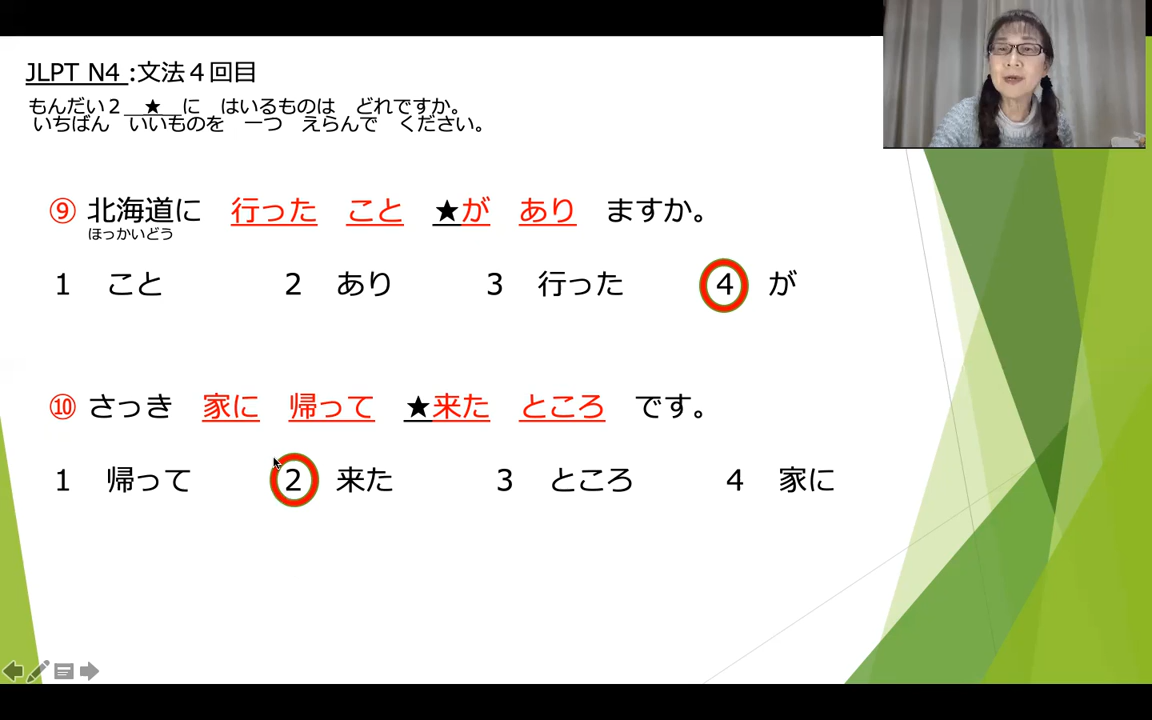 JLPT N4 :文法４回目
もんだい２ ★ に はいるものは どれですか。
いちばん いいものを 一つ えらんで ください。
⑨ 北海道に 行った こと ★が あり ますか。
ほっかいどう
1 こと 2 あり 3 行った 4 が
⑩ さっき 家に 帰って ★来た ところ です。
1 帰って 2 来た 3 ところ 4 家に